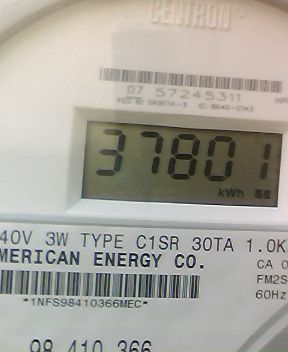 CENTRON®
07 57245311
37801
kWh
40V 3W TYPE C1SR 30TA 1.0K
MERICAN ENERGY CO.
CA 0
FM2S
60Hz
*1NFS98410366MEC*
98 410 366